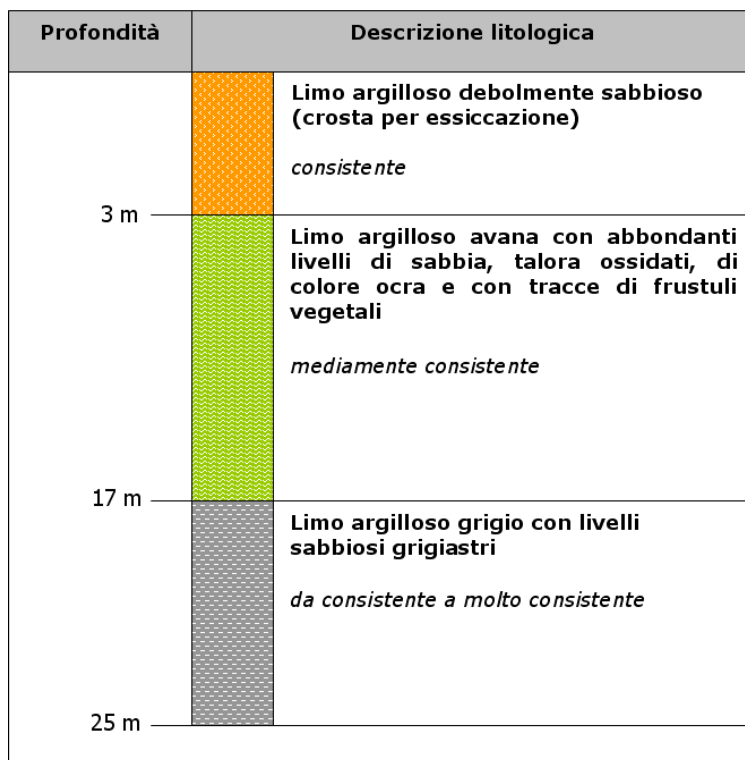 Profondità
Descrizione litologica
Limo argilloso debolmente sabbioso
(crosta per essiccazione)
consistente
3 m
Limo argilloso avana con abbondanti
livelli di sabbia, talora ossidati, di
colore ocra e con tracce di frustuli
vegetali
mediamente consistente
17 m
Limo argilloso grigio con livelli
sabbiosi grigiastri
da consistente a molto consistente
25 m